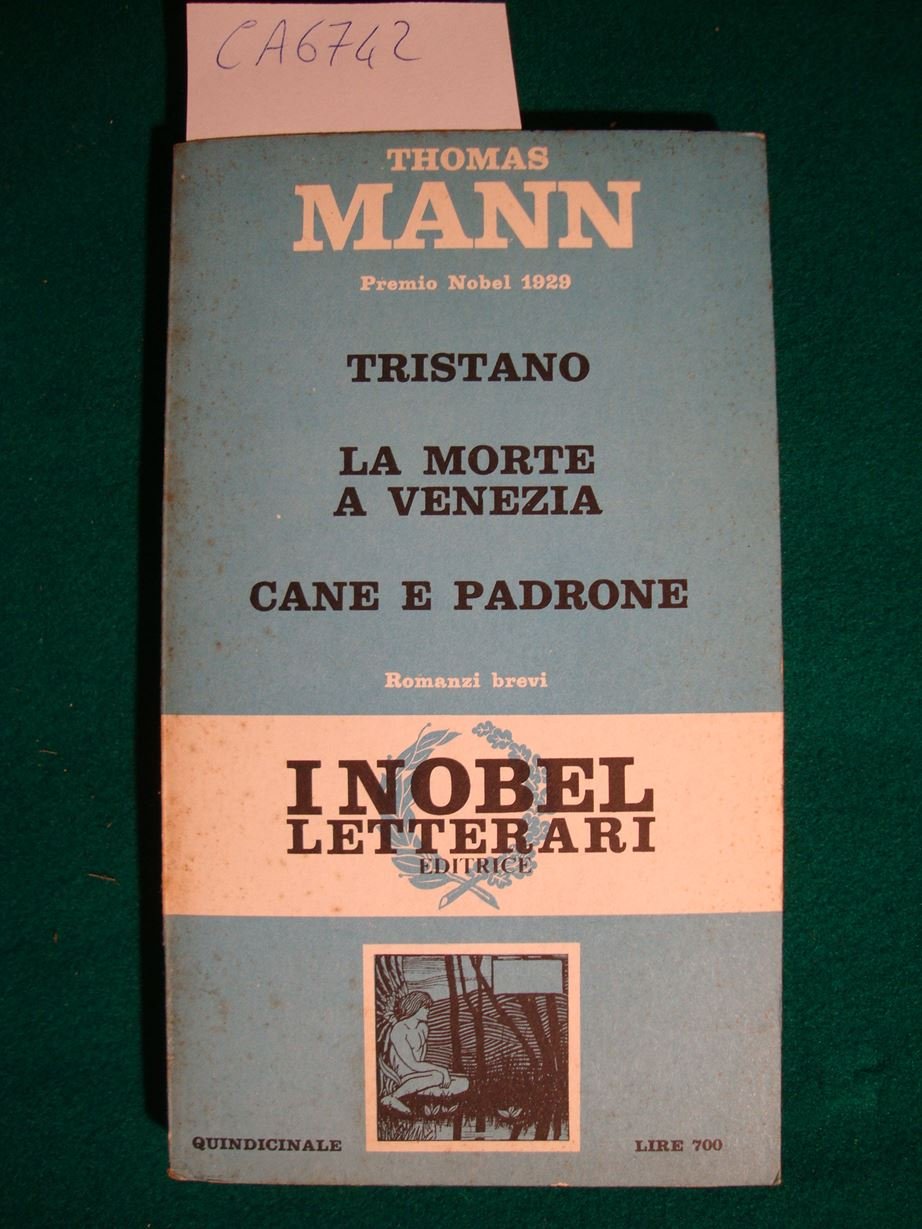 CA6742
THOMAS
MANN
Premio Nobel 1929
TRISTANO
LA MORTE
A VENEZIA
CANE E PADRONE
Romanzi brevi
I NOBEL
LETTERARI
EDITRICE
QUINDICINALE
LIRE 700